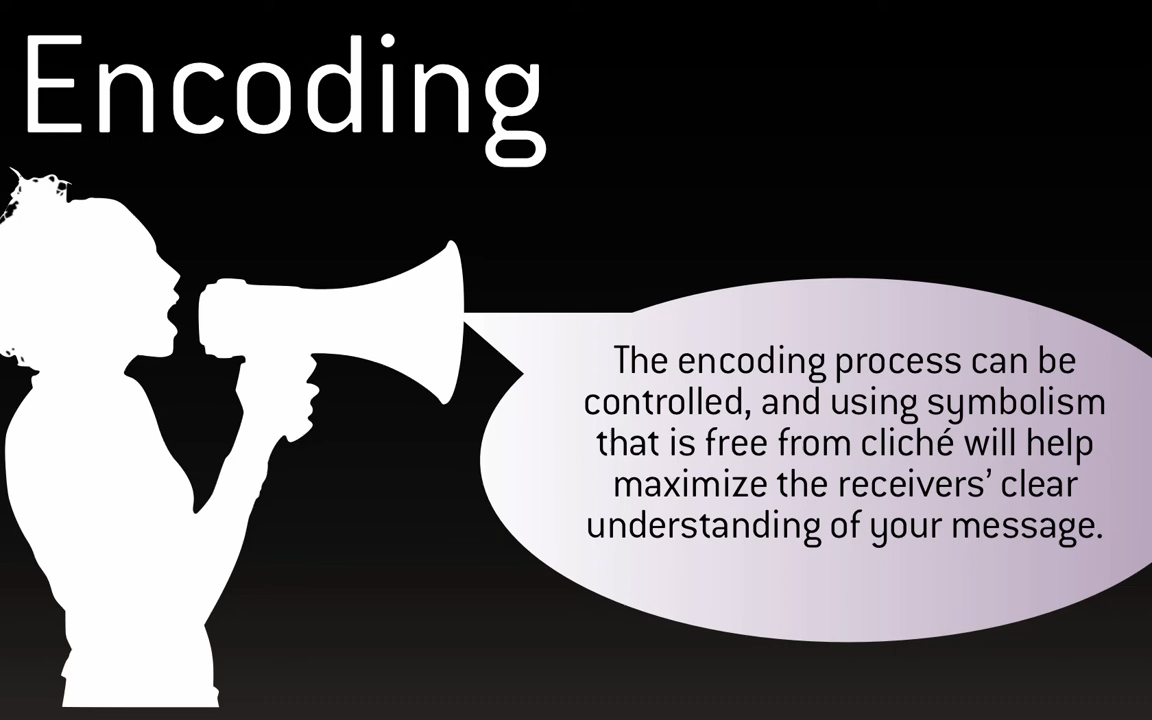 Encoding
The encoding process can be
controlled, and using symbolism
that is free from cliché will help
maximize the receivers’ clear
understanding of your message.